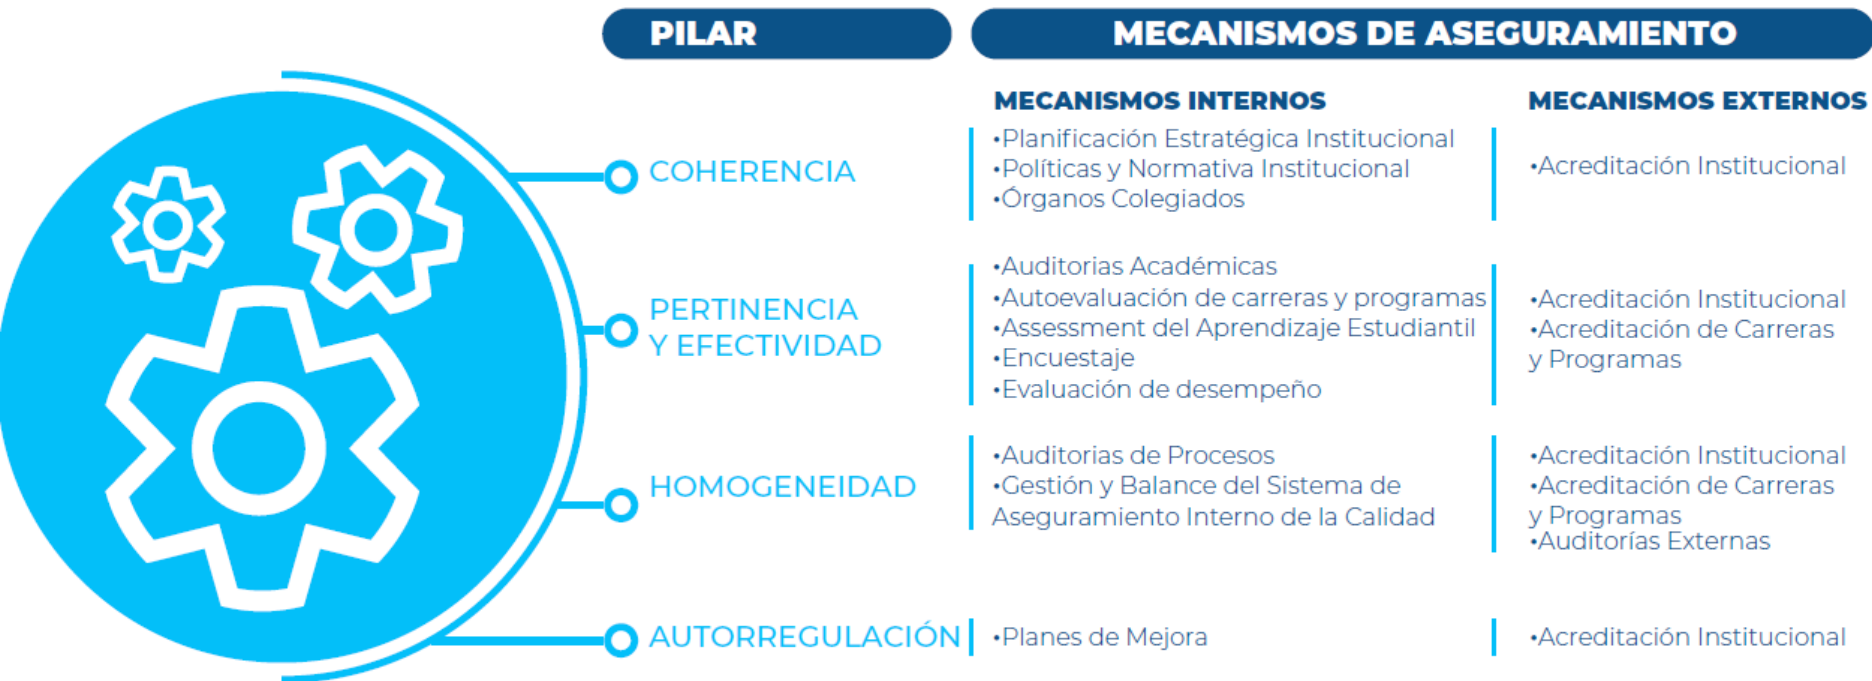 PILAR
MECANISMOS DE ASEGURAMIENTO
MECANISMOS INTERNOS
MECANISMOS EXTERNOS
COHERENCIA
•Planificación Estratégica Institucional
•Políticas y Normativa Institucional
•Órganos Colegiados
•Acreditación Institucional
PERTINENCIA
Y EFECTIVIDAD
•Auditorias Académicas
•Autoevaluación de carreras y programas
•Assessment del Aprendizaje Estudiantil
•Encuestaje
•Evaluación de desempeño
•Acreditación Institucional
•Acreditación de Carreras
y Programas
HOMOGENEIDAD
•Auditorias de Procesos
•Gestión y Balance del Sistema de
Aseguramiento Interno de la Calidad
•Acreditación Institucional
•Acreditación de Carreras
y Programas
•Auditorías Externas
AUTORREGULACIÓN
•Planes de Mejora
•Acreditación Institucional